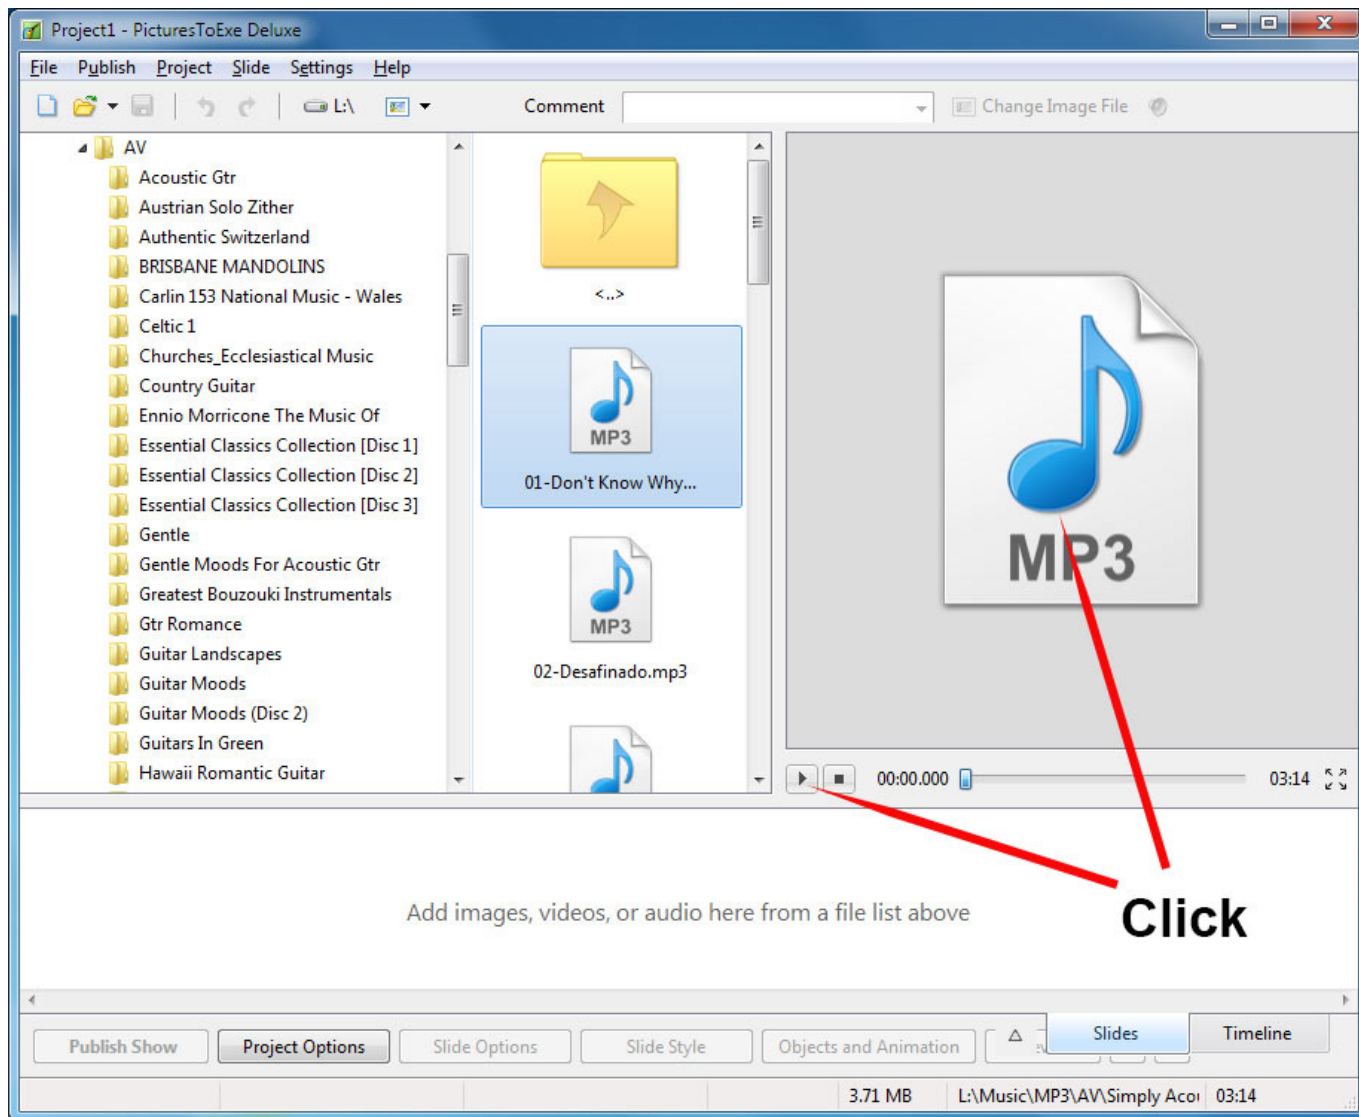 Project1 - PicturesToExe Deluxe
File Publish Project Slide Settings Help
L:\ Comment Change Image File
AV
Acoustic Gtr
Austrian Solo Zither
Authentic Switzerland
BRISBANE MANDOLINS
Carlin 153 National Music - Wales
Celtic 1
Churches_Ecclesiastical Music
Country Guitar
Ennio Morricone The Music Of
Essential Classics Collection [Disc 1]
Essential Classics Collection [Disc 2]
Essential Classics Collection [Disc 3]
Gentle
Gentle Moods For Acoustic Gtr
Greatest Bouzouki Instrumentals
Gtr Romance
Guitar Landscapes
Guitar Moods
Guitar Moods (Disc 2)
Guitars In Green
Hawaii Romantic Guitar
<..>
MP3
01-Don't Know Why...
MP3
02-Desafinado.mp3
MP3
00:00.000 03:14
Click
Add images, videos, or audio here from a file list above
Publish Show Project Options Slide Options Slide Style Objects and Animation Slides Timeline
3.71 MB L:\Music\MP3\AV\Simply Aco 03:14